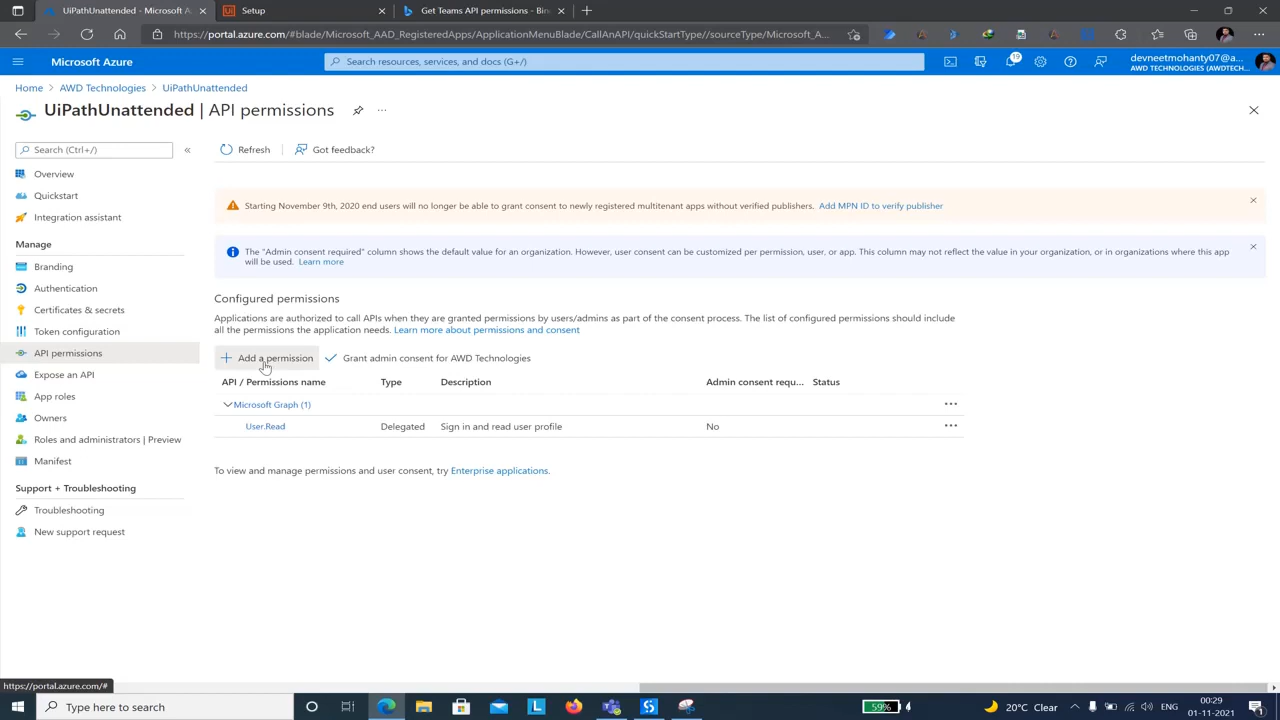 UiPathUnattended - Microsoft Az
Setup
Get Teams API permissions - Bin
https://portal.azure.com/#blade/Microsoft_AAD_RegisteredApps/ApplicationMenuBlade/CallAnAPI/quickStartType//sourceType/Microsoft_A...
Microsoft Azure
Search resources, services, and docs (G+/)
19
devneetmohanty07@a...
AWD TECHNOLOGIES (AWDTECH...
Home > AWD Technologies > UiPathUnattended
UiPathUnattended | API permissions
Search (Ctrl+/)
Refresh
Got feedback?
Overview
Quickstart
Integration assistant
Manage
Branding
Authentication
Certificates & secrets
Token configuration
API permissions
Expose an API
App roles
Owners
Roles and administrators | Preview
Manifest
Support + Troubleshooting
Troubleshooting
New support request
Starting November 9th, 2020 end users will no longer be able to grant consent to newly registered multitenant apps without verified publishers. Add MPN ID to verify publisher
The "Admin consent required" column shows the default value for an organization. However, user consent can be customized per permission, user, or app. This column may not reflect the value in your organization, or in organizations where this app
will be used. Learn more
Configured permissions
Applications are authorized to call APIs when they are granted permissions by users/admins as part of the consent process. The list of configured permissions should include
all the permissions the application needs. Learn more about permissions and consent
Add a permission
Grant admin consent for AWD Technologies
API / Permissions name Type Description Admin consent requ... Status
Microsoft Graph (1)
User.Read Delegated Sign in and read user profile No
To view and manage permissions and user consent, try Enterprise applications.
https://portal.azure.com/#
Type here to search
59%
20°C Clear
ENG
00:29
01-11-2021
1